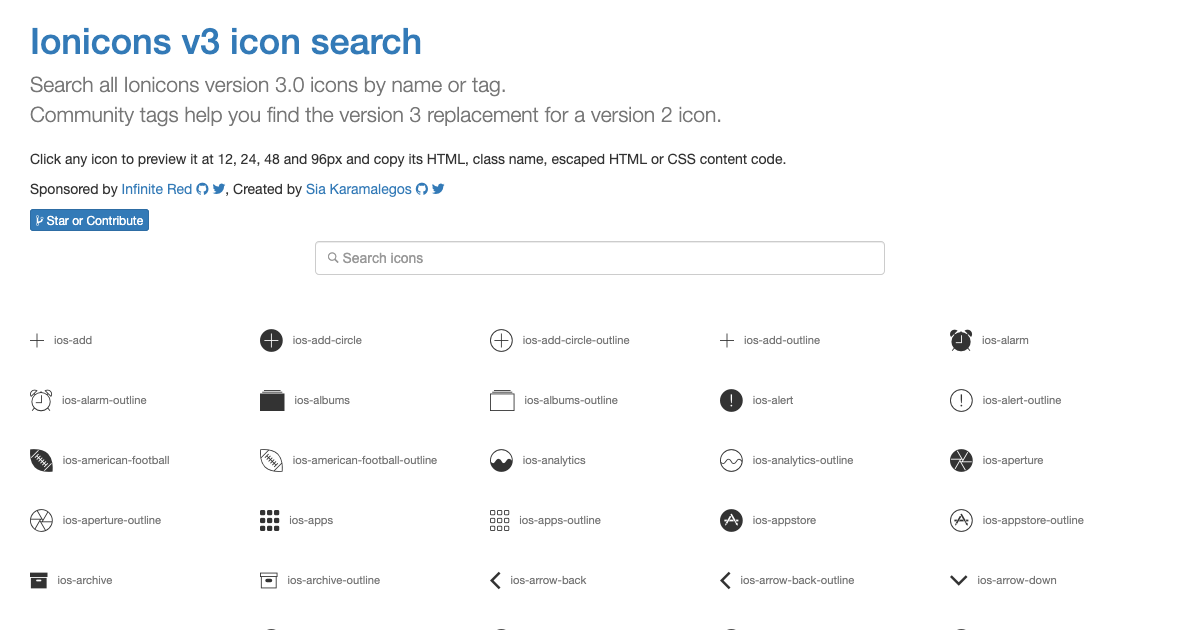 Ionicons v3 icon search
Search all Ionicons version 3.0 icons by name or tag.
Community tags help you find the version 3 replacement for a version 2 icon.
Click any icon to preview it at 12, 24, 48 and 96px and copy its HTML, class name, escaped HTML or CSS content code.
Sponsored by Infinite Red , Created by Sia Karamalegos
Star or Contribute
Search icons
ios-add ios-add-circle ios-add-circle-outline ios-add-outline ios-alarm
ios-alarm-outline ios-albums ios-albums-outline ios-alert ios-alert-outline
ios-american-football ios-american-football-outline ios-analytics ios-analytics-outline ios-aperture
ios-aperture-outline ios-apps ios-apps-outline ios-appstore ios-appstore-outline
ios-archive ios-archive-outline ios-arrow-back ios-arrow-back-outline ios-arrow-down